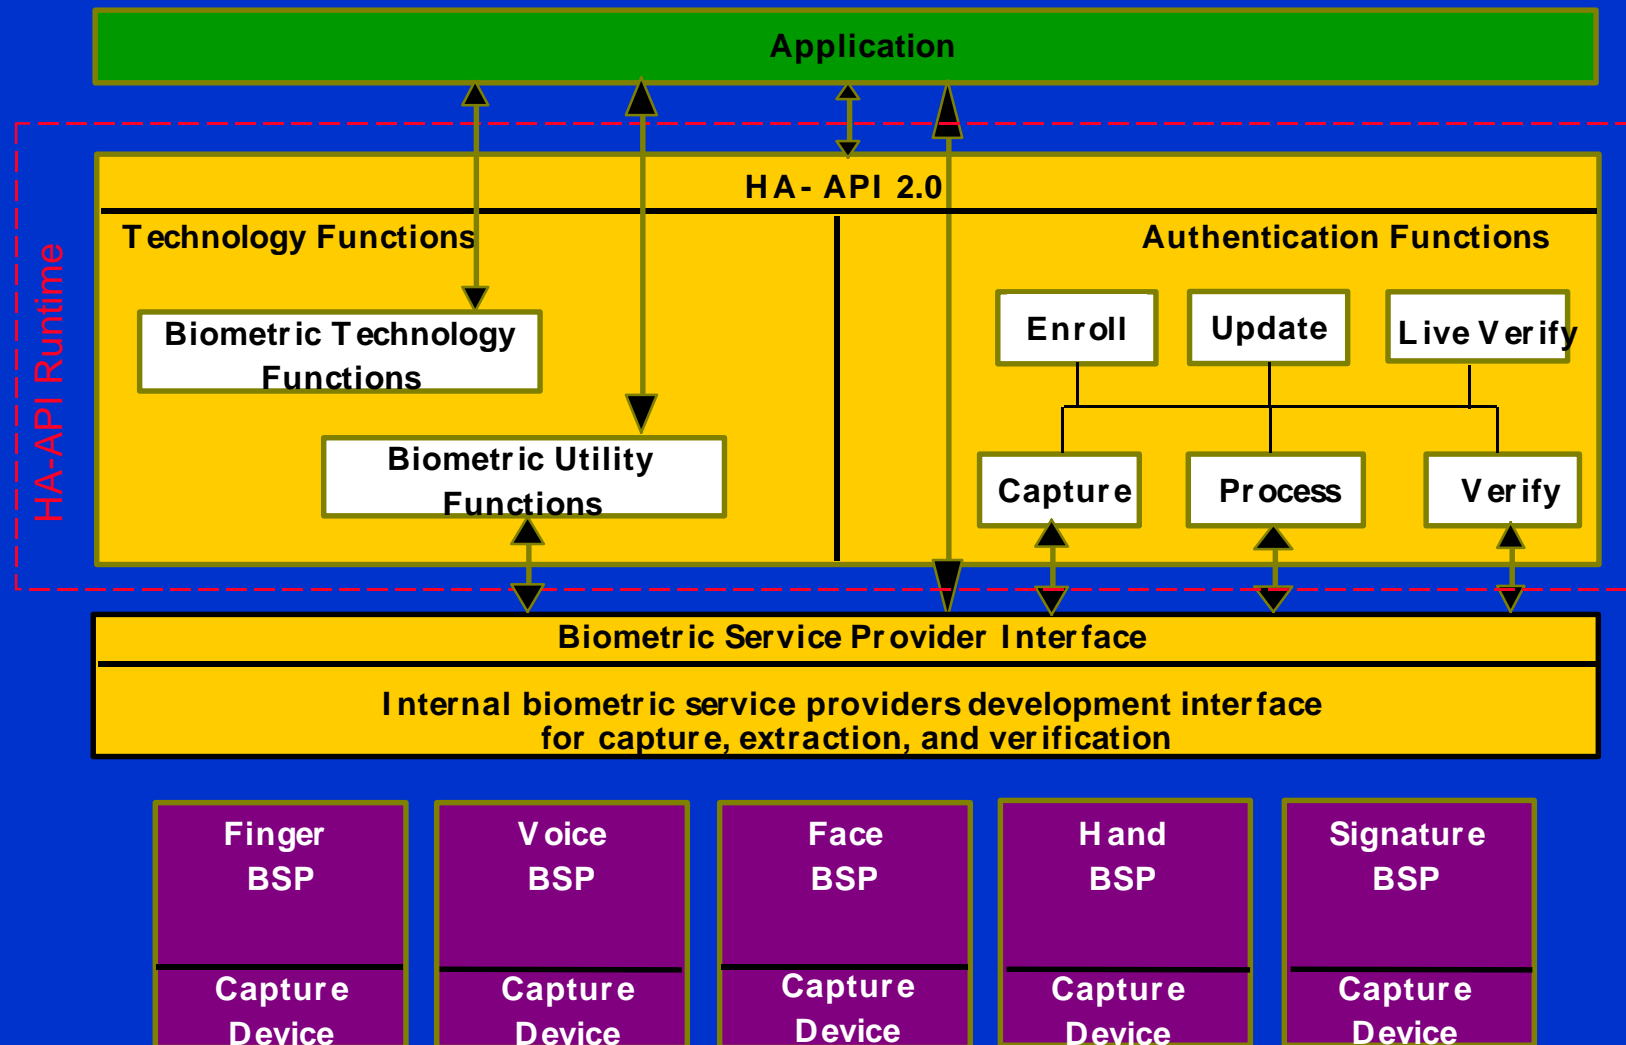 Application
HA-API Runtime
HA- API 2.0
Technology Functions
Authentication Functions
Biometric Technology
Functions
Biometric Utility
Functions
Enroll
Update
Live Verify
Capture
Process
Verify
Biometric Service Provider Interface
Internal biometric service providers development interface
for capture, extraction, and verification
Finger
BSP
Capture
Device
Voice
BSP
Capture
Device
Face
BSP
Capture
Device
Hand
BSP
Capture
Device
Signature
BSP
Capture
Device